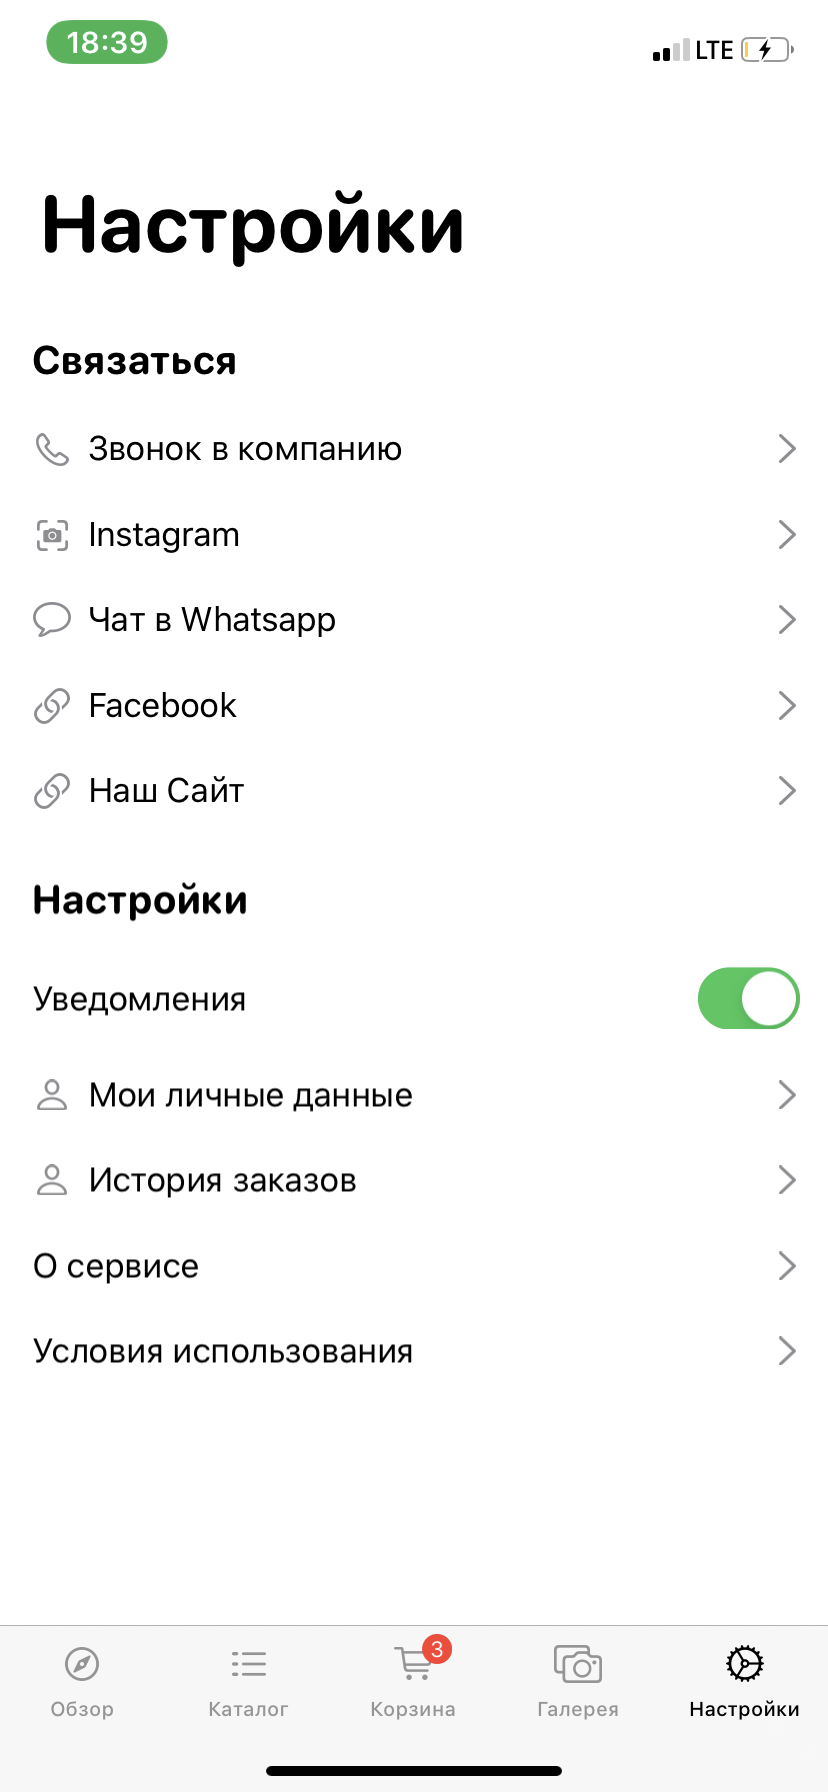 18:39
LTE
Настройки
Связаться
Звонок в компанию
Instagram
Чат в Whatsapp
Facebook
Наш Сайт
Настройки
Уведомления
Мои личные данные
История заказов
О сервисе
Условия использования
3
Обзор
Каталог
Корзина
Галерея
Настройки